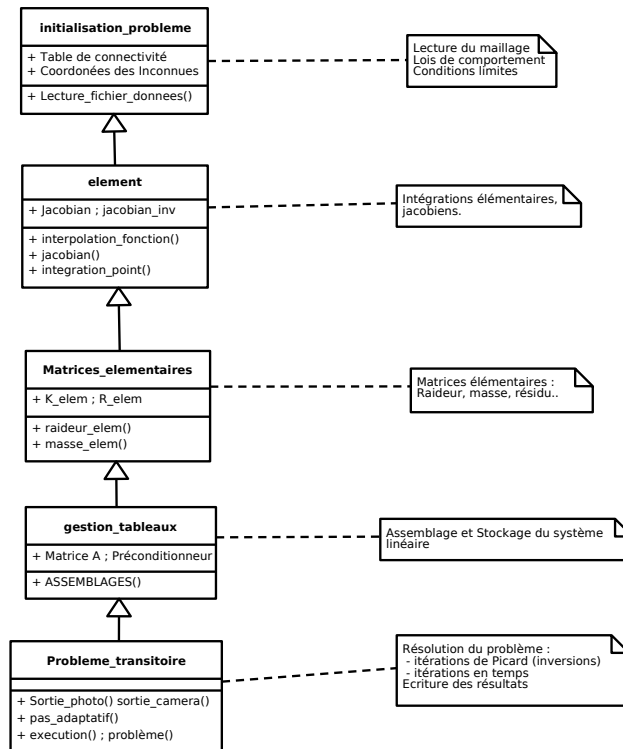 initialisation_probleme
+ Table de connectivité
+ Coordonées des Inconnues
+ Lecture_fichier_donnees()
Lecture du maillage
Lois de comportement
Conditions limites
element
+ Jacobian ; jacobian_inv
+ interpolation_fonction()
+ jacobian()
+ integration_point()
Intégrations élémentaires,
jacobiens.
Matrices_elementaires
+ K_elem ; R_elem
+ raideur_elem()
+ masse_elem()
Matrices élémentaires :
Raideur, masse, résidu..
gestion_tableaux
+ Matrice A ; Préconditionneur
+ ASSEMBLAGES()
Assemblage et Stockage du système
linéaire
Probleme_transitoire
+ Sortie_photo() sortie_camera()
+ pas_adaptatif()
+ execution() ; problème()
Résolution du problème :
- itérations de Picard (inversions)
- itérations en temps
Ecriture des résultats